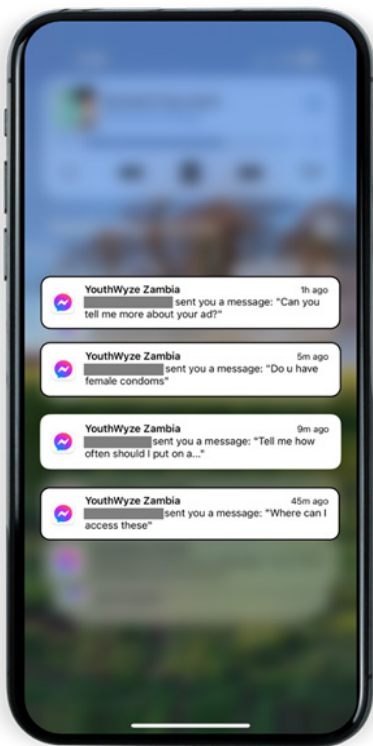 YouthWyze Zambia 1h ago
sent you a message: "Can you
tell me more about your ad?"
YouthWyze Zambia 5m ago
sent you a message: "Do u have
female condoms"
YouthWyze Zambia 9m ago
sent you a message: "Tell me how
often should I put on a..."
YouthWyze Zambia 45m ago
sent you a message: "Where can I
access these"